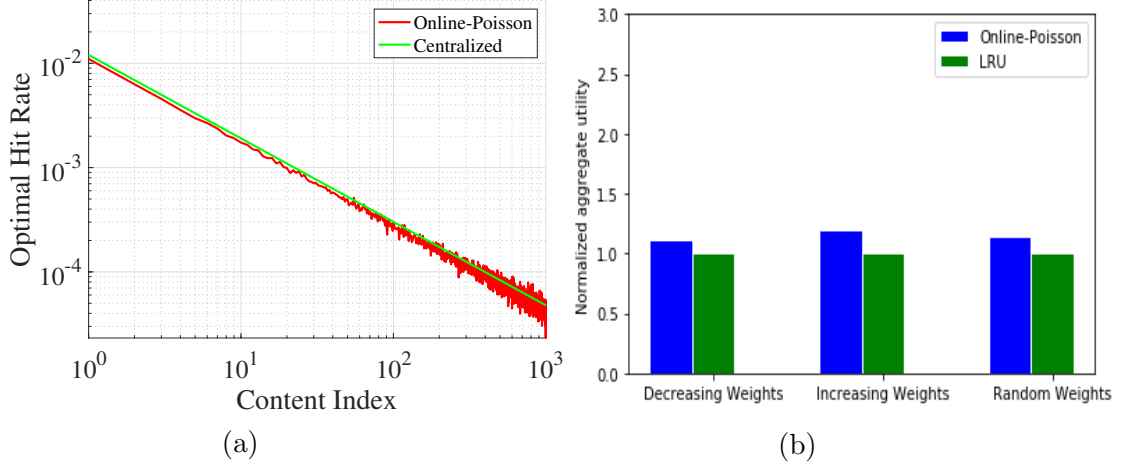 Optimal Hit Rate
10^-2
10^-3
10^-4
Online-Poisson
Centralized
10^0
10^1
10^2
10^3
Content Index
(a)
Normalized aggregate utility
3.0
2.5
2.0
1.5
1.0
0.5
0.0
Online-Poisson
LRU
Decreasing Weights
Increasing Weights
Random Weights
(b)